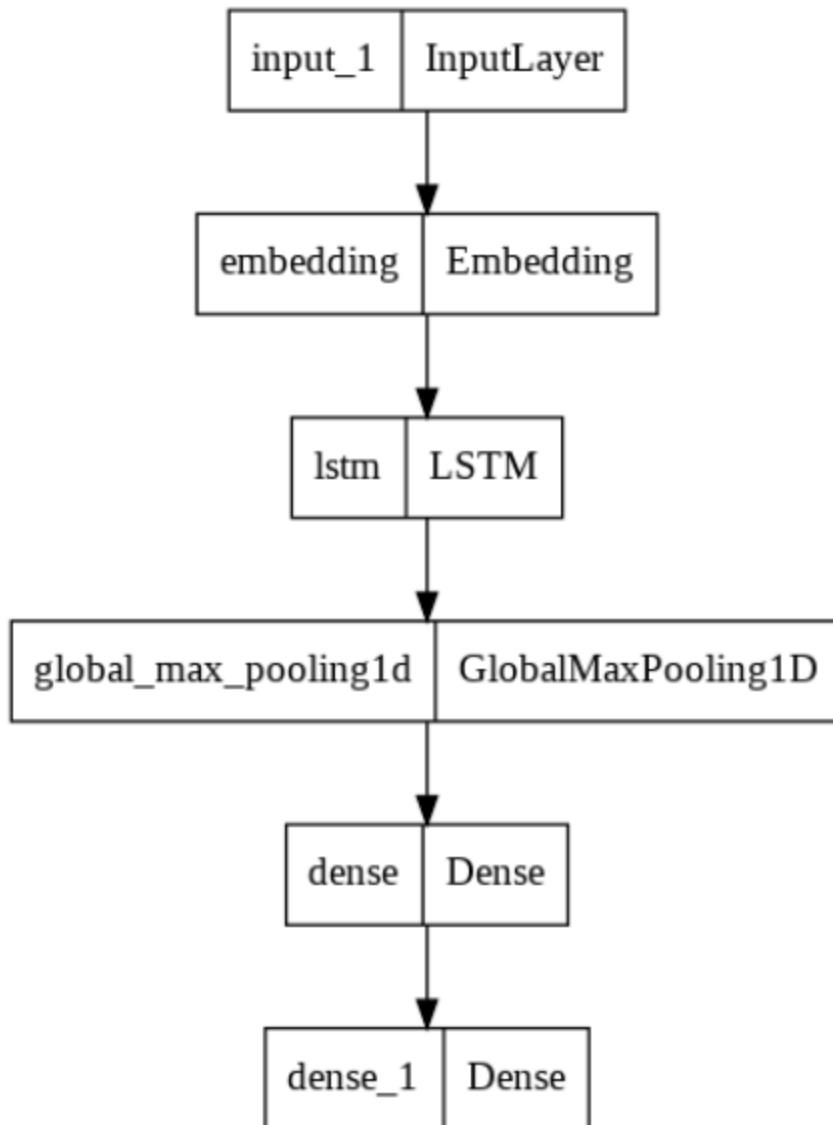 input_1 InputLayer
embedding Embedding
lstm LSTM
global_max_pooling1d GlobalMaxPooling1D
dense Dense
dense_1 Dense